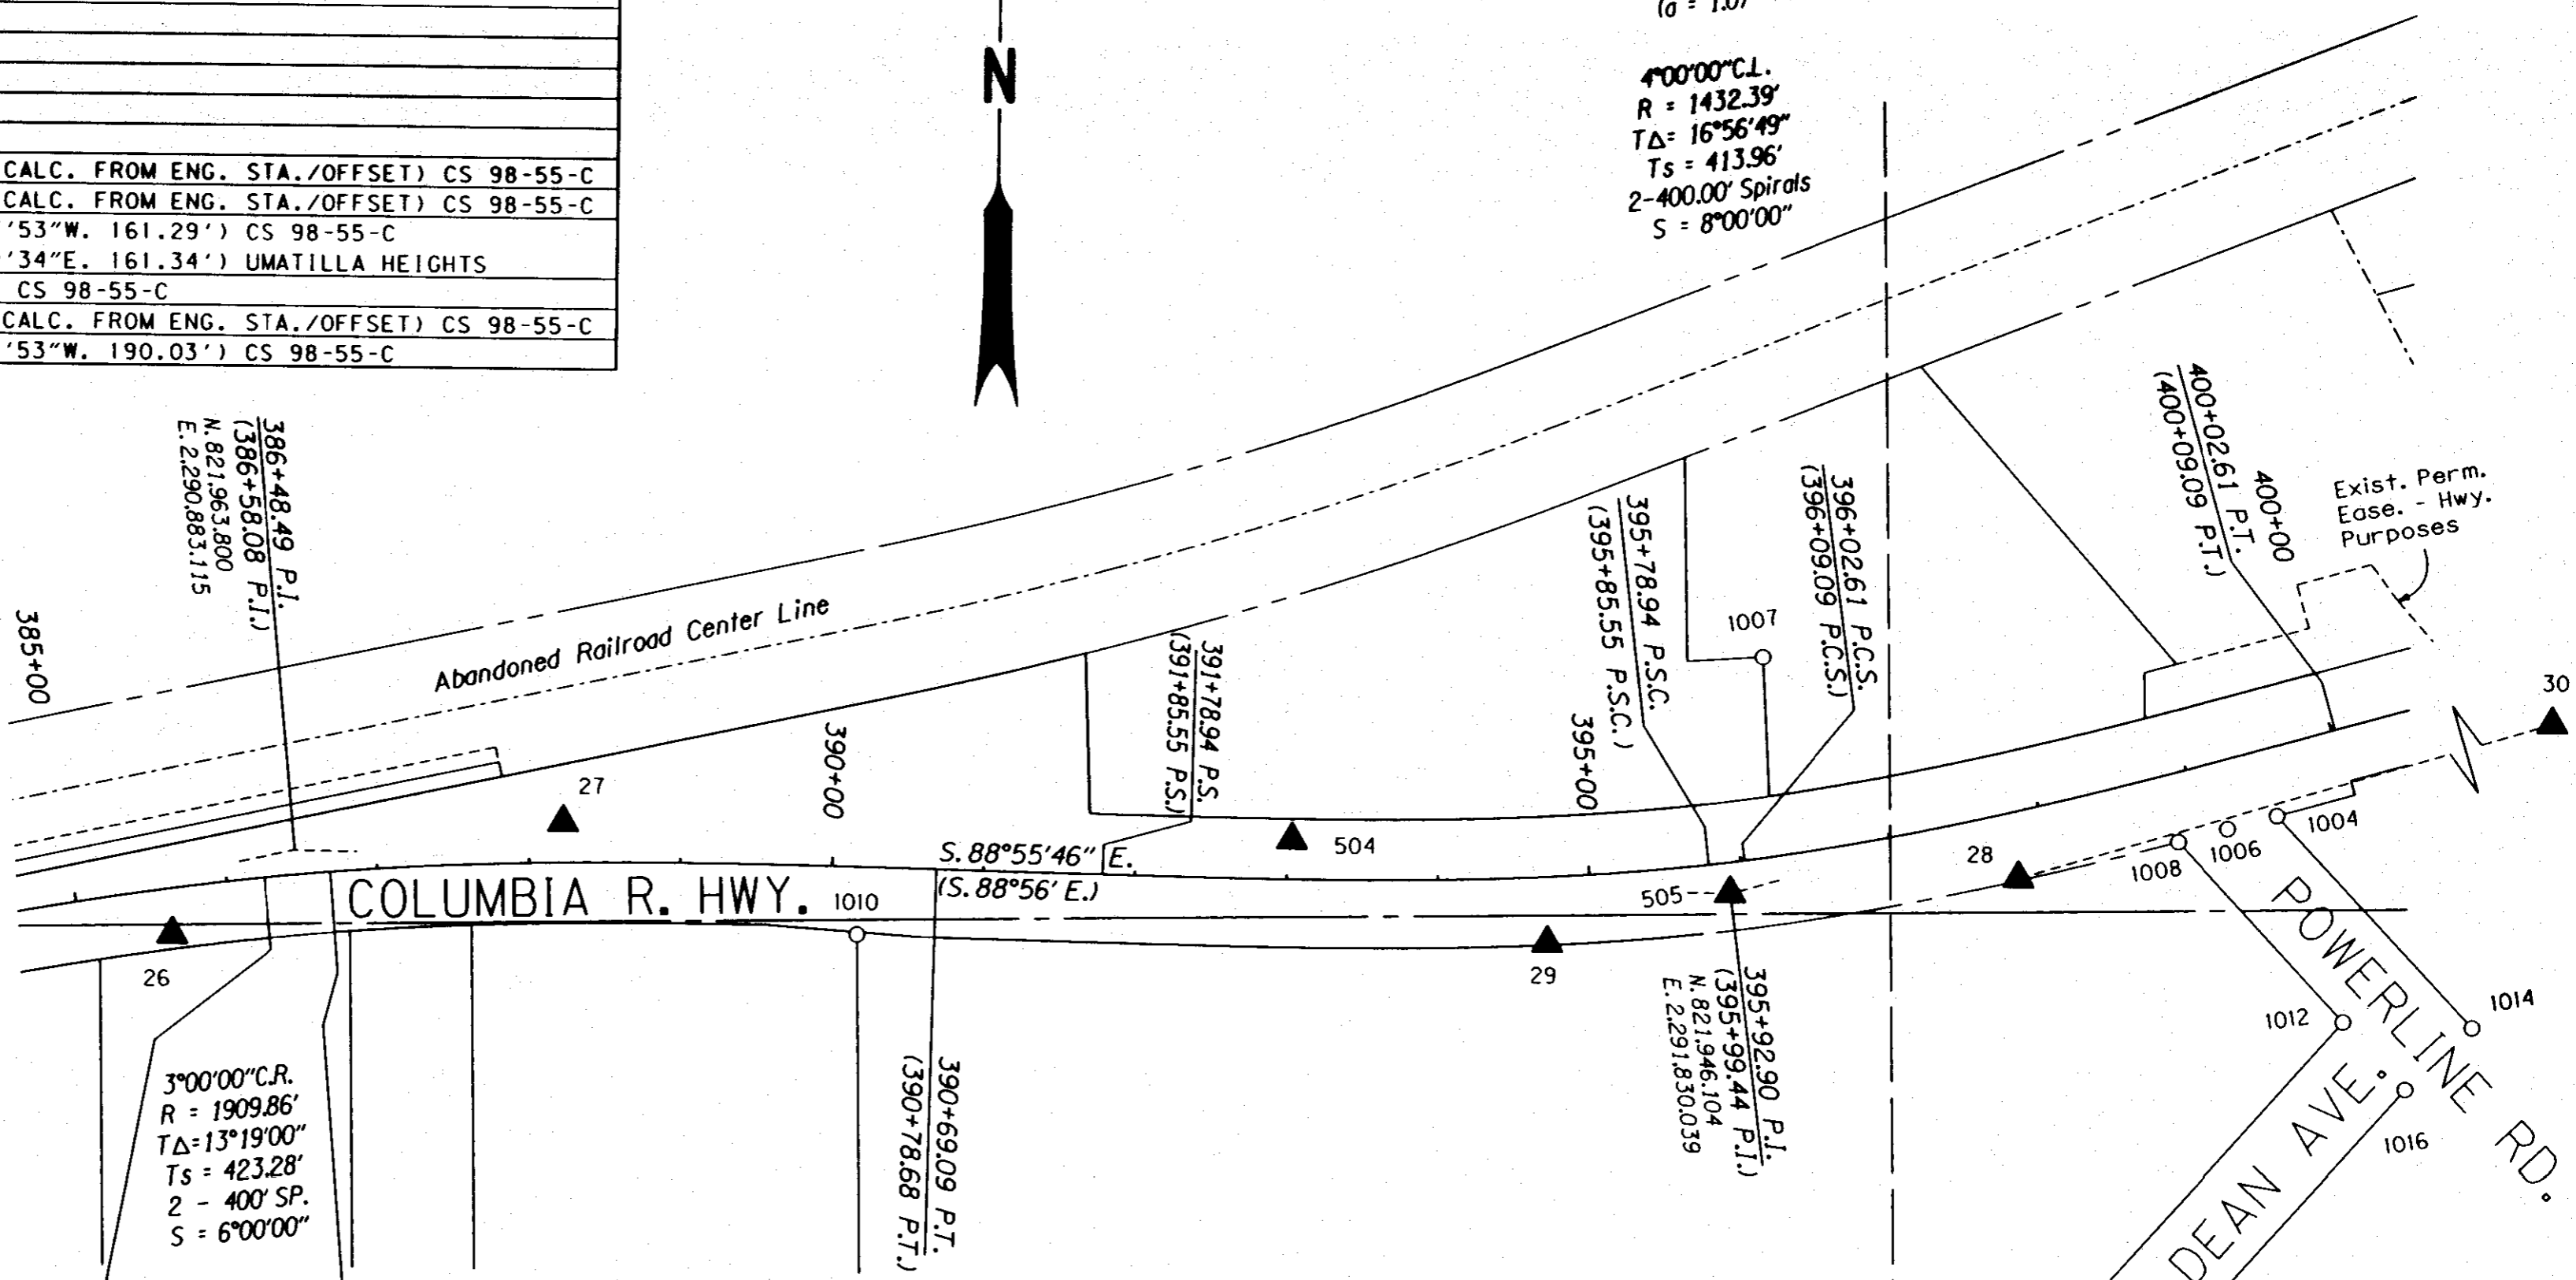 (a = 1.07
N
4°00'00"C.L.
R = 1432.39'
T∆= 16°56'49"
Ts = 413.96'
2-400.00' Spirals
S = 8°00'00"
CALC. FROM ENG. STA./OFFSET) CS 98-55-C
CALC. FROM ENG. STA./OFFSET) CS 98-55-C
'53"W. 161.29') CS 98-55-C
'34"E. 161.34') UMATILLA HEIGHTS
CS 98-55-C
CALC. FROM ENG. STA./OFFSET) CS 98-55-C
'53"W. 190.03') CS 98-55-C
385+00
386+48.49 P.I.
(386+58.08 P.I.)
N. 821,963.800
E. 2,290,883.115
Abandoned Railroad Center Line
27
390+00
391+78.94 P.S.
(391+85.55 P.S.)
504
395+00
395+78.94 P.S.C.
(395+85.55 P.S.C.)
1007
396+02.61 P.C.S.
(396+09.09 P.C.S.)
400+02.61 P.T.
(400+09.09 P.T.)
400+00
Exist. Perm.
Ease. - Hwy.
Purposes
30
S. 88°55'46" E.
(S. 88°56' E.)
COLUMBIA R. HWY.
1010
26
505
28
29
1008
1006
1004
3°00'00"C.R.
R = 1909.86'
T∆=13°19'00"
Ts = 423.28'
2 - 400' SP.
S = 6°00'00"
390+69.09 P.T.
(390+78.68 P.T.)
395+92.90 P.I.
(395+99.44 P.I.)
N. 821,946.104
E. 2,291,830.039
1012
1014
1016
POWERLINE RD.
DEAN AVE.